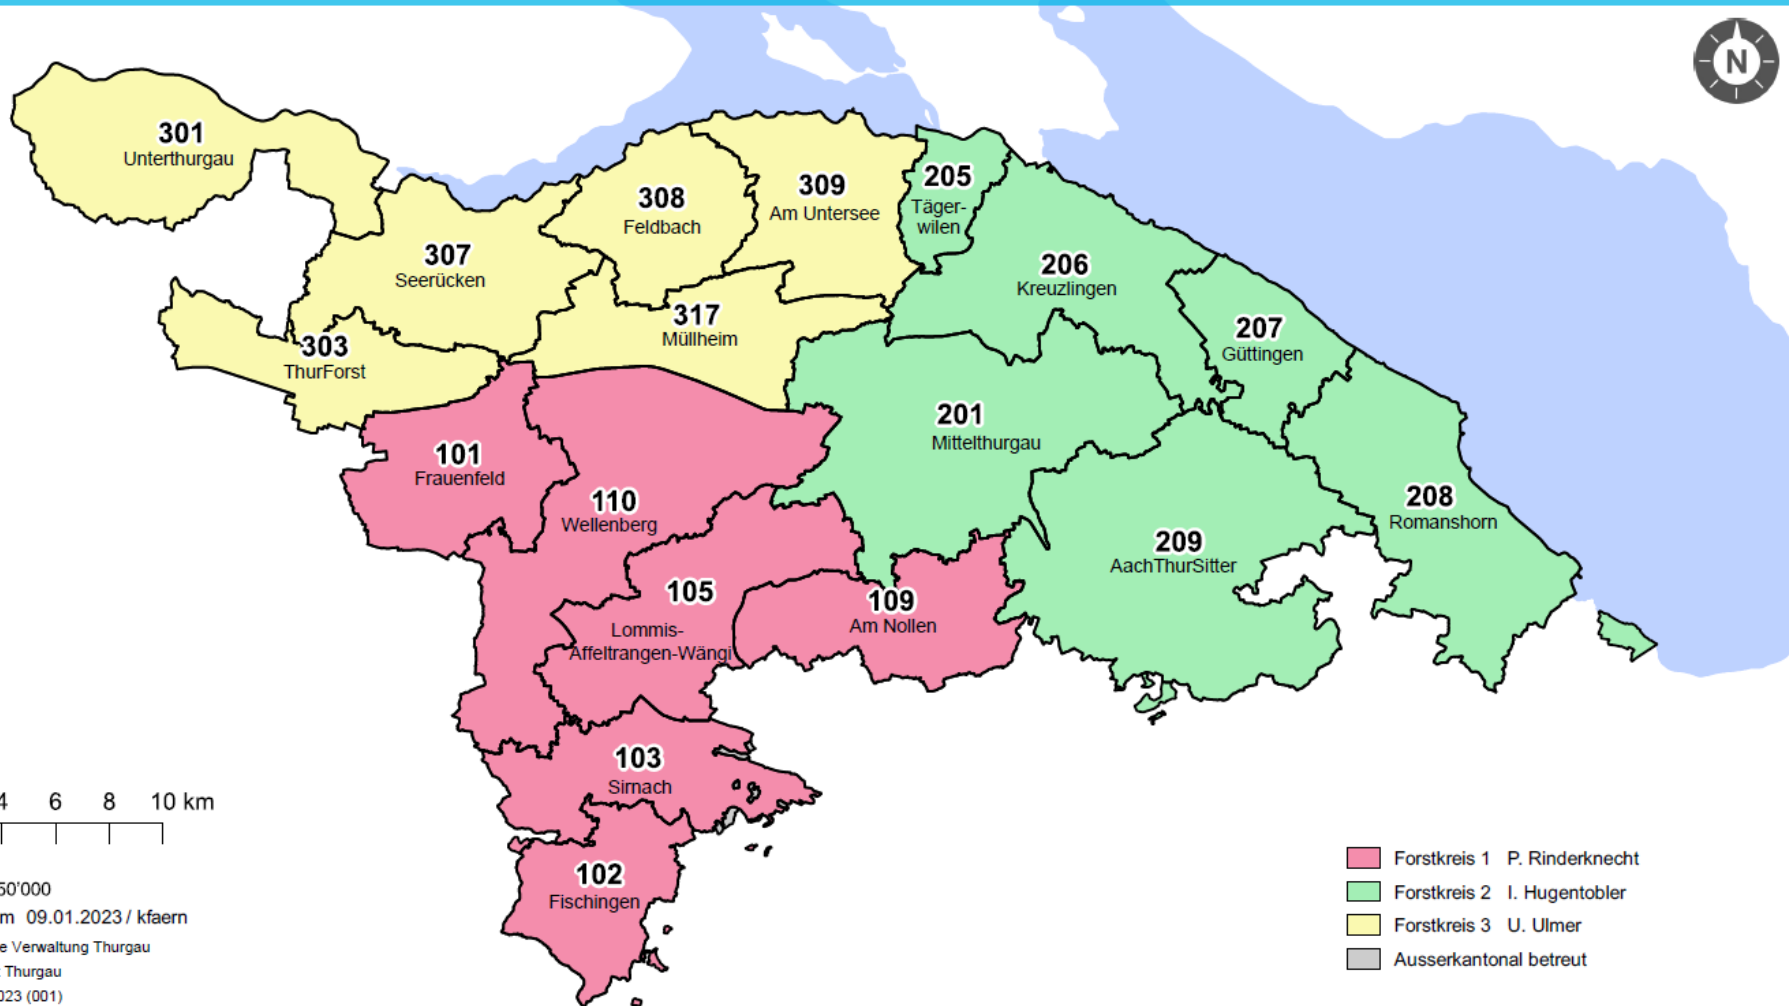 N
301
Unterthurgau
308
Feldbach
309
Am Untersee
205
Täger-
wilen
307
Seerücken
206
Kreuzlingen
317
Müllheim
207
Güttingen
303
ThurForst
201
Mittelthurgau
101
Frauenfeld
110
Wellenberg
208
Romanshorn
209
AachThurSitter
105
Lommis-
Affeltrangen-Wängi
109
Am Nollen
103
Sirnach
102
Fischingen
4 6 8 10 km
50'000
m 09.01.2023 / kfaern
e Verwaltung Thurgau
t Thurgau
023 (001)
Forstkreis 1 P. Rinderknecht
Forstkreis 2 I. Hugentobler
Forstkreis 3 U. Ulmer
Ausserkantonal betreut